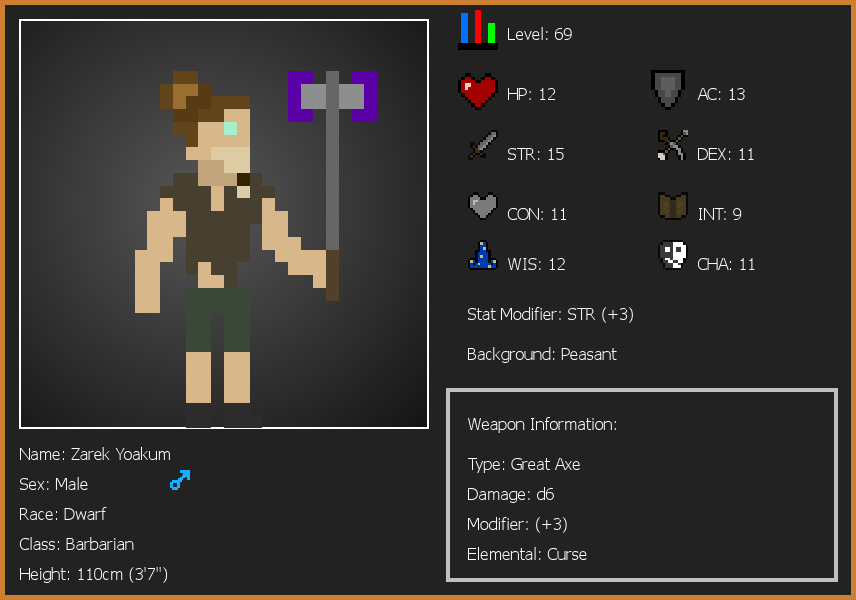 Level: 69
HP: 12
AC: 13
STR: 15
DEX: 11
CON: 11
INT: 9
WIS: 12
CHA: 11
Stat Modifier: STR (+3)
Background: Peasant
Weapon Information:
Type: Great Axe
Damage: d6
Modifier: (+3)
Elemental: Curse
Name: Zarek Yoakum
Sex: Male
Race: Dwarf
Class: Barbarian
Height: 110cm (3'7")